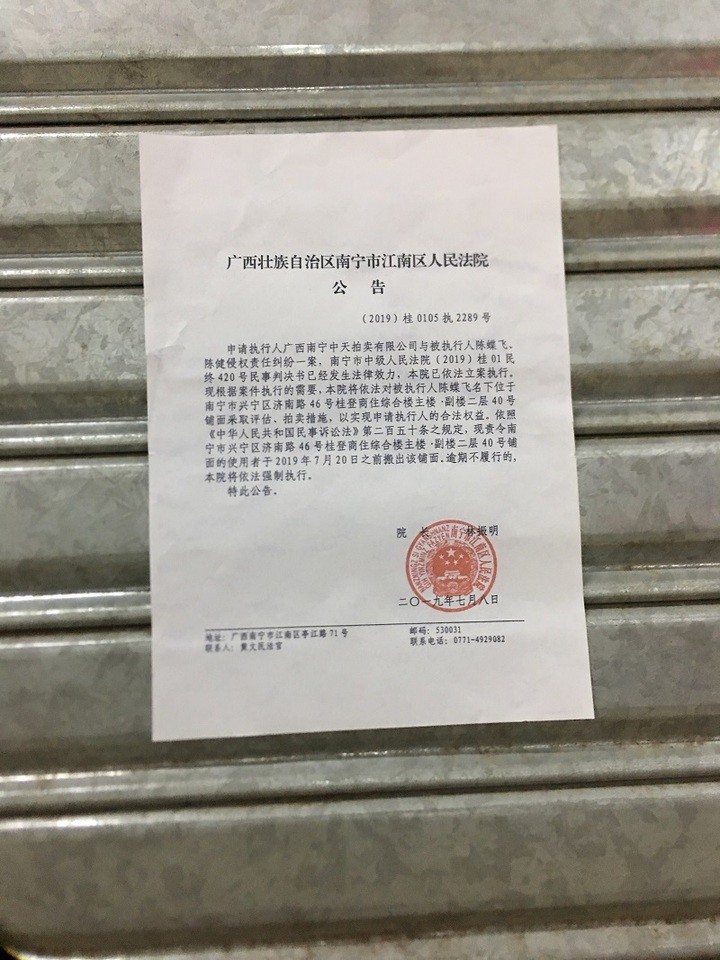 广西壮族自治区南宁市江南区人民法院
公 告
（2019）桂 0105 执 2289 号
申请执行人广西南宁中天拍卖有限公司与被执行人陈蝶飞、
陈健侵权责任纠纷一案，南宁市中级人民法院（2019）桂 01 民
终 420 号民事判决书已经发生法律效力，本院已依法立案执行。
现根据案件执行的需要，本院将依法对被执行人陈蝶飞名下位于
南宁市兴宁区济南路 46 号桂登商住综合楼主楼·副楼二层 40 号
铺面采取评估、拍卖措施，以实现申请执行人的合法权益。依照
《中华人民共和国民事诉讼法》第二百五十条之规定，现责令南
宁市兴宁区济南路 46 号桂登商住综合楼主楼·副楼二层 40 号铺
面的使用者于 2019 年 7 月 20 日之前搬出该铺面。逾期不履行的，
本院将依法强制执行。
特此公告。
院 长 林振明
二〇一九年七月八日
地址：广西南宁市江南区亭江路 71 号 邮码：530031
联系人：黄文民法官 联系电话：0771-4929082